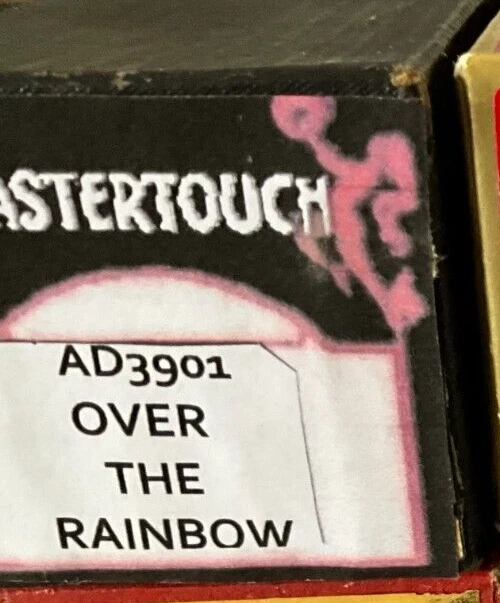 ASTERTOUCH
AD3901
OVER
THE
RAINBOW